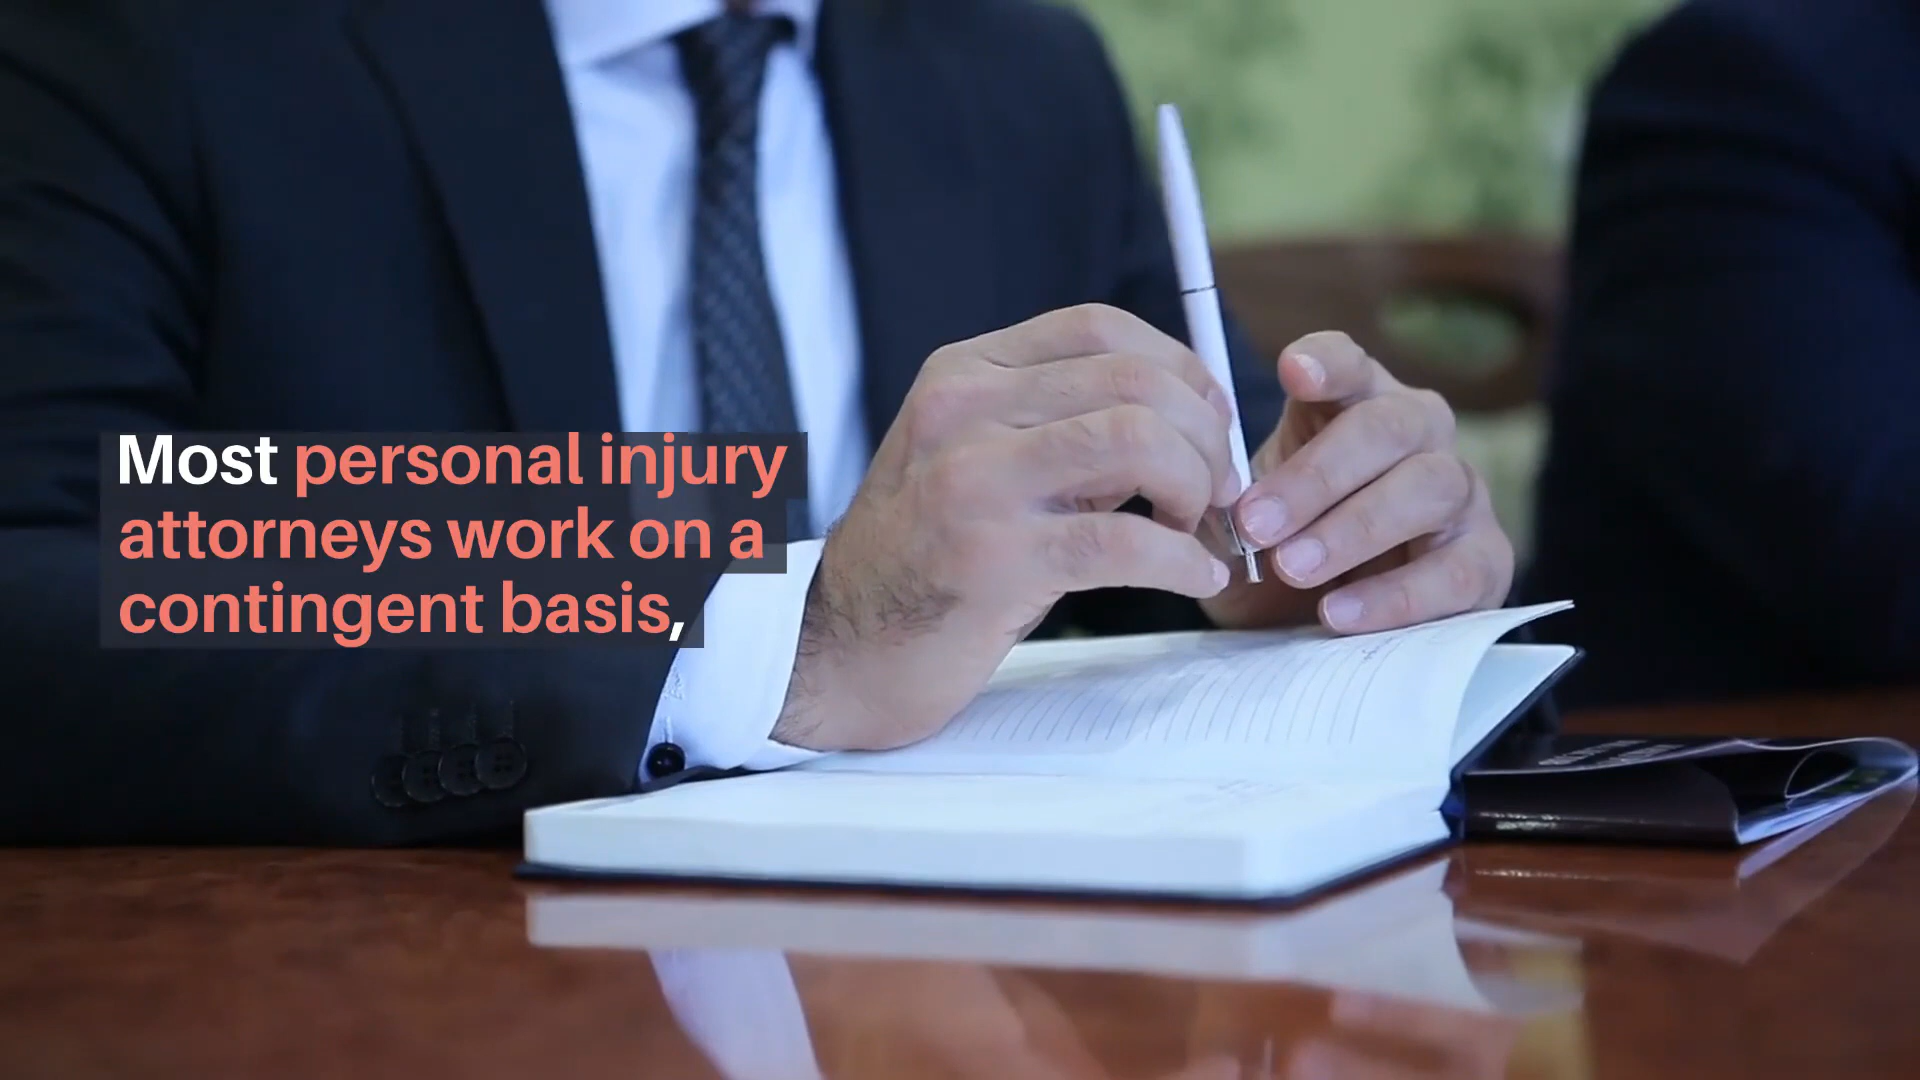 Most personal injury
attorneys work on a
contingent basis,